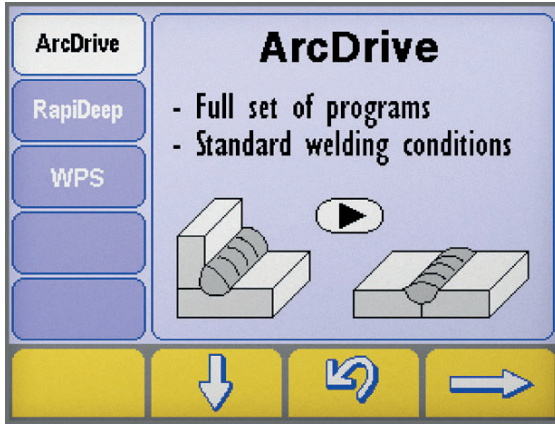 ArcDrive
RapiDeep
WPS
ArcDrive
- Full set of programs
- Standard welding conditions